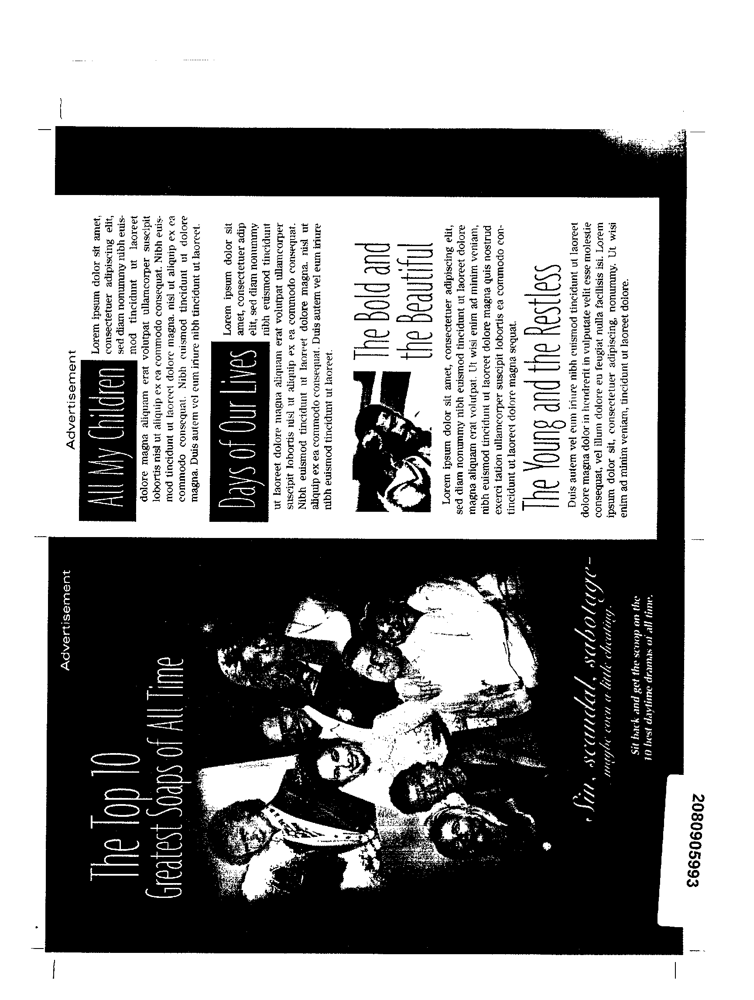 Advertisement
The Top 10
Greatest Soaps of All Time
Sin, scandal, sabotage–
maybe even a little cheating.
Sit back and get the scoop on the
10 best daytime dramas of all time.
Advertisement
All My Children
Lorem ipsum dolor sit amet,
consectetuer adipiscing elit,
sed diam nonummy nibh euis-
mod tincidunt ut laoreet
dolore magna aliquam erat volutpat ullamcorper suscipit
lobortis nisl ut aliquip ex ea commodo consequat. Nibh euis-
mod tincidunt ut laoreet dolore magna. nisl ut aliquip ex ea
commodo consequat. Nibh euismod tincidunt ut dolore
magna. Duis autem vel eum iriure nibh tincidunt ut laoreet.
Days of Our Lives
Lorem ipsum dolor sit
amet, consectetuer adip
elit, sed diam nonummy
nibh euismod tincidunt
ut laoreet dolore magna aliquam erat volutpat ullamcorper
suscipit lobortis nisl ut aliquip ex ea commodo consequat.
Nibh euismod tincidunt ut laoreet dolore magna. nisl ut
aliquip ex ea commodo consequat. Duis autem vel eum iriure
nibh euismod tincidunt ut laoreet.
The Bold and
the Beautiful
Lorem ipsum dolor sit amet, consectetuer adipiscing elit,
sed diam nonummy nibh euismod tincidunt ut laoreet dolore
magna aliquam erat volutpat. Ut wisi enim ad minim veniam,
nibh euismod tincidunt ut laoreet dolore magna quis nostrud
exerci tation ullamcorper suscipit lobortis ea commodo con-
tincidunt ut laoreet dolore magna sequat.
The Young and the Restless
Duis autem vel eum iriure nibh euismod tincidunt ut laoreet
dolore magna dolor in hendrerit in vulputate velit esse molestie
consequat, vel illum dolore eu feugiat nulla facilisis isi. Lorem
ipsum dolor sit, consectetuer adipiscing, nonummy. Ut wisi
enim ad minim veniam, tincidunt ut laoreet dolore.
2080905993